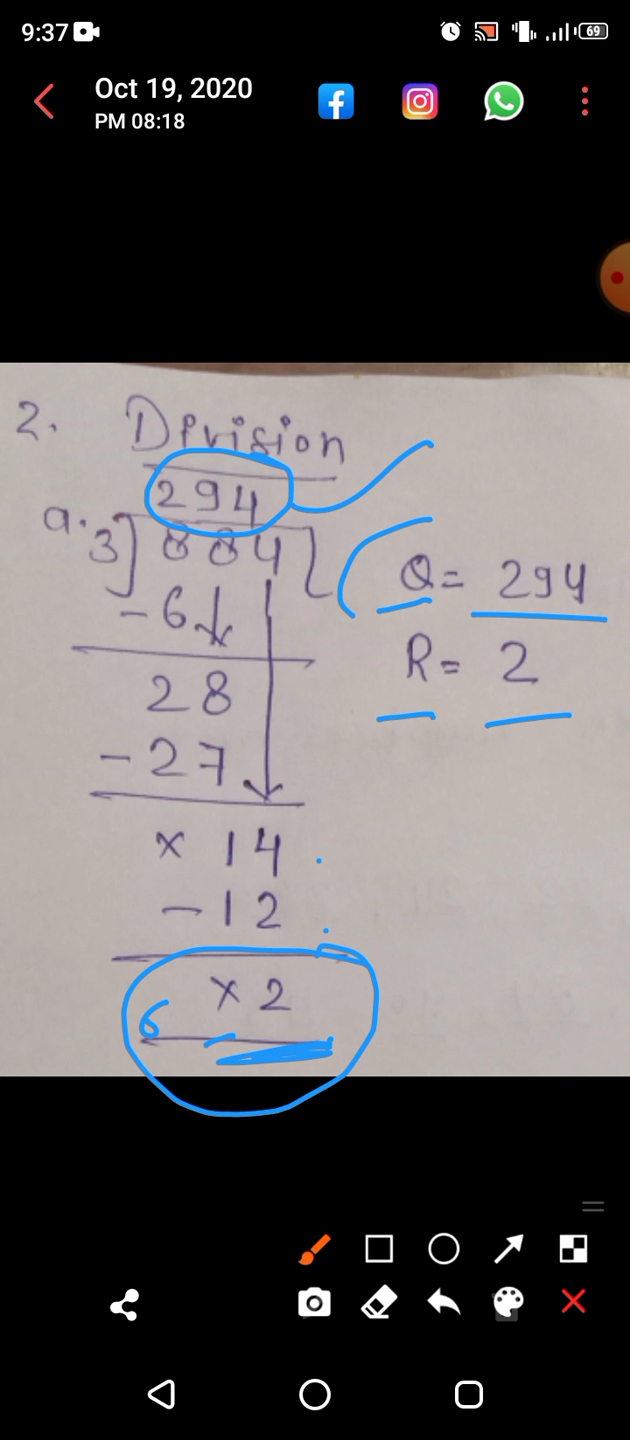 9:37
69
Oct 19, 2020
PM 08:18
2. Division
294
a. 3 884
Q = 294
- 6
R = 2
28
- 27
× 14
- 12
× 2